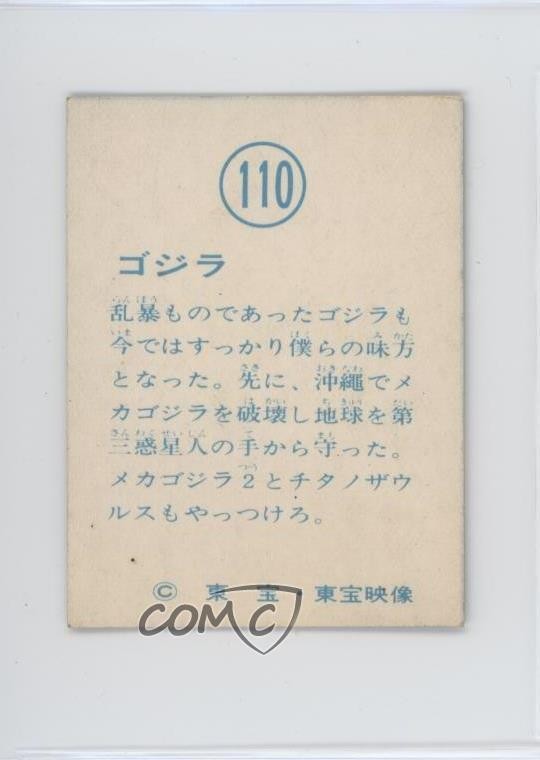 110
ゴジラ
乱暴ものであったゴジラも
今ではすっかり僕らの味方
となった。先に、沖縄でメ
カゴジラを破壊し地球を第
三惑星人の手から守った。
メカゴジラ2とチタノザウ
ルスもやっつけろ。
© 東 宝・東宝映像
COMC